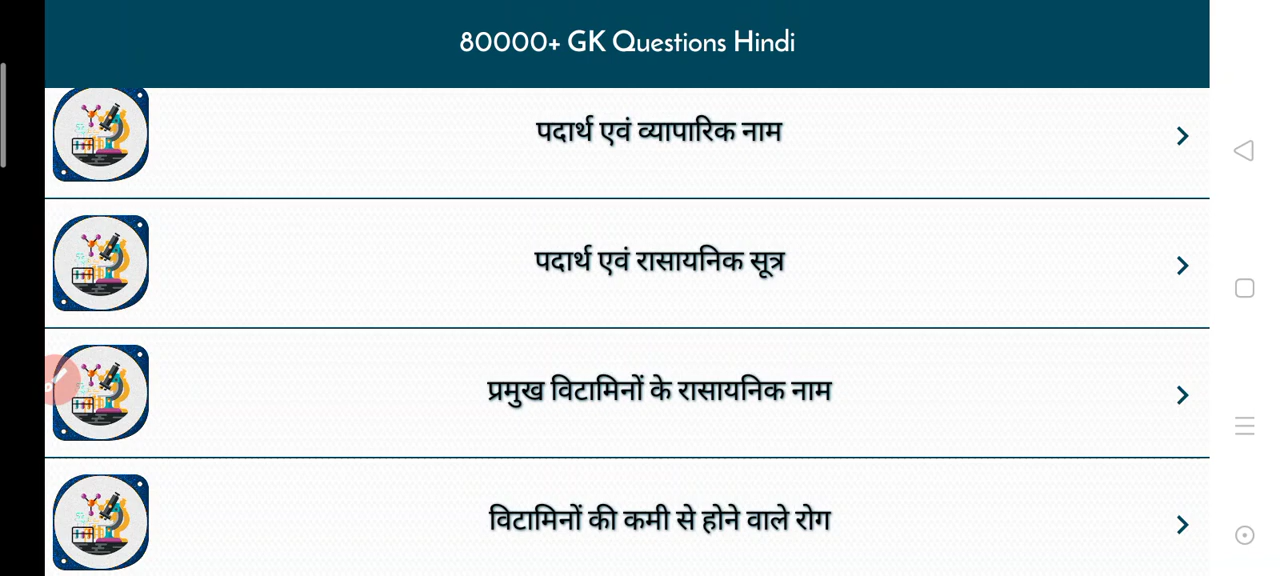 80000+ GK Questions Hindi
पदार्थ एवं व्यापारिक नाम
पदार्थ एवं रासायनिक सूत्र
प्रमुख विटामिनों के रासायनिक नाम
विटामिनों की कमी से होने वाले रोग